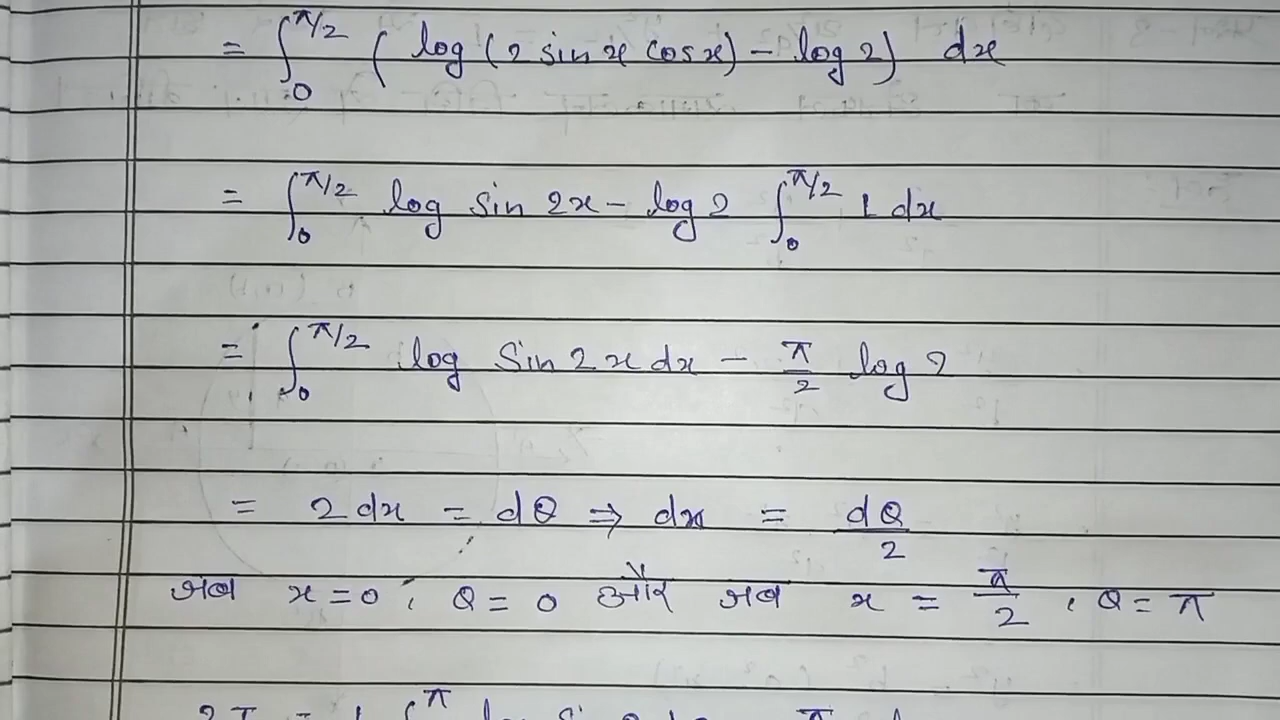 = ∫₀^π/2 ( log (2 sin x cos x) - log 2) dx
= ∫₀^π/2 log sin 2x - log 2 ∫₀^π/2 1 dx
= ∫₀^π/2 log Sin 2x dx - π/2 log 2
= 2 dx = dθ ⇒ dx = dθ/2
जब x = 0, θ = 0 और जब x = π/2, θ = π